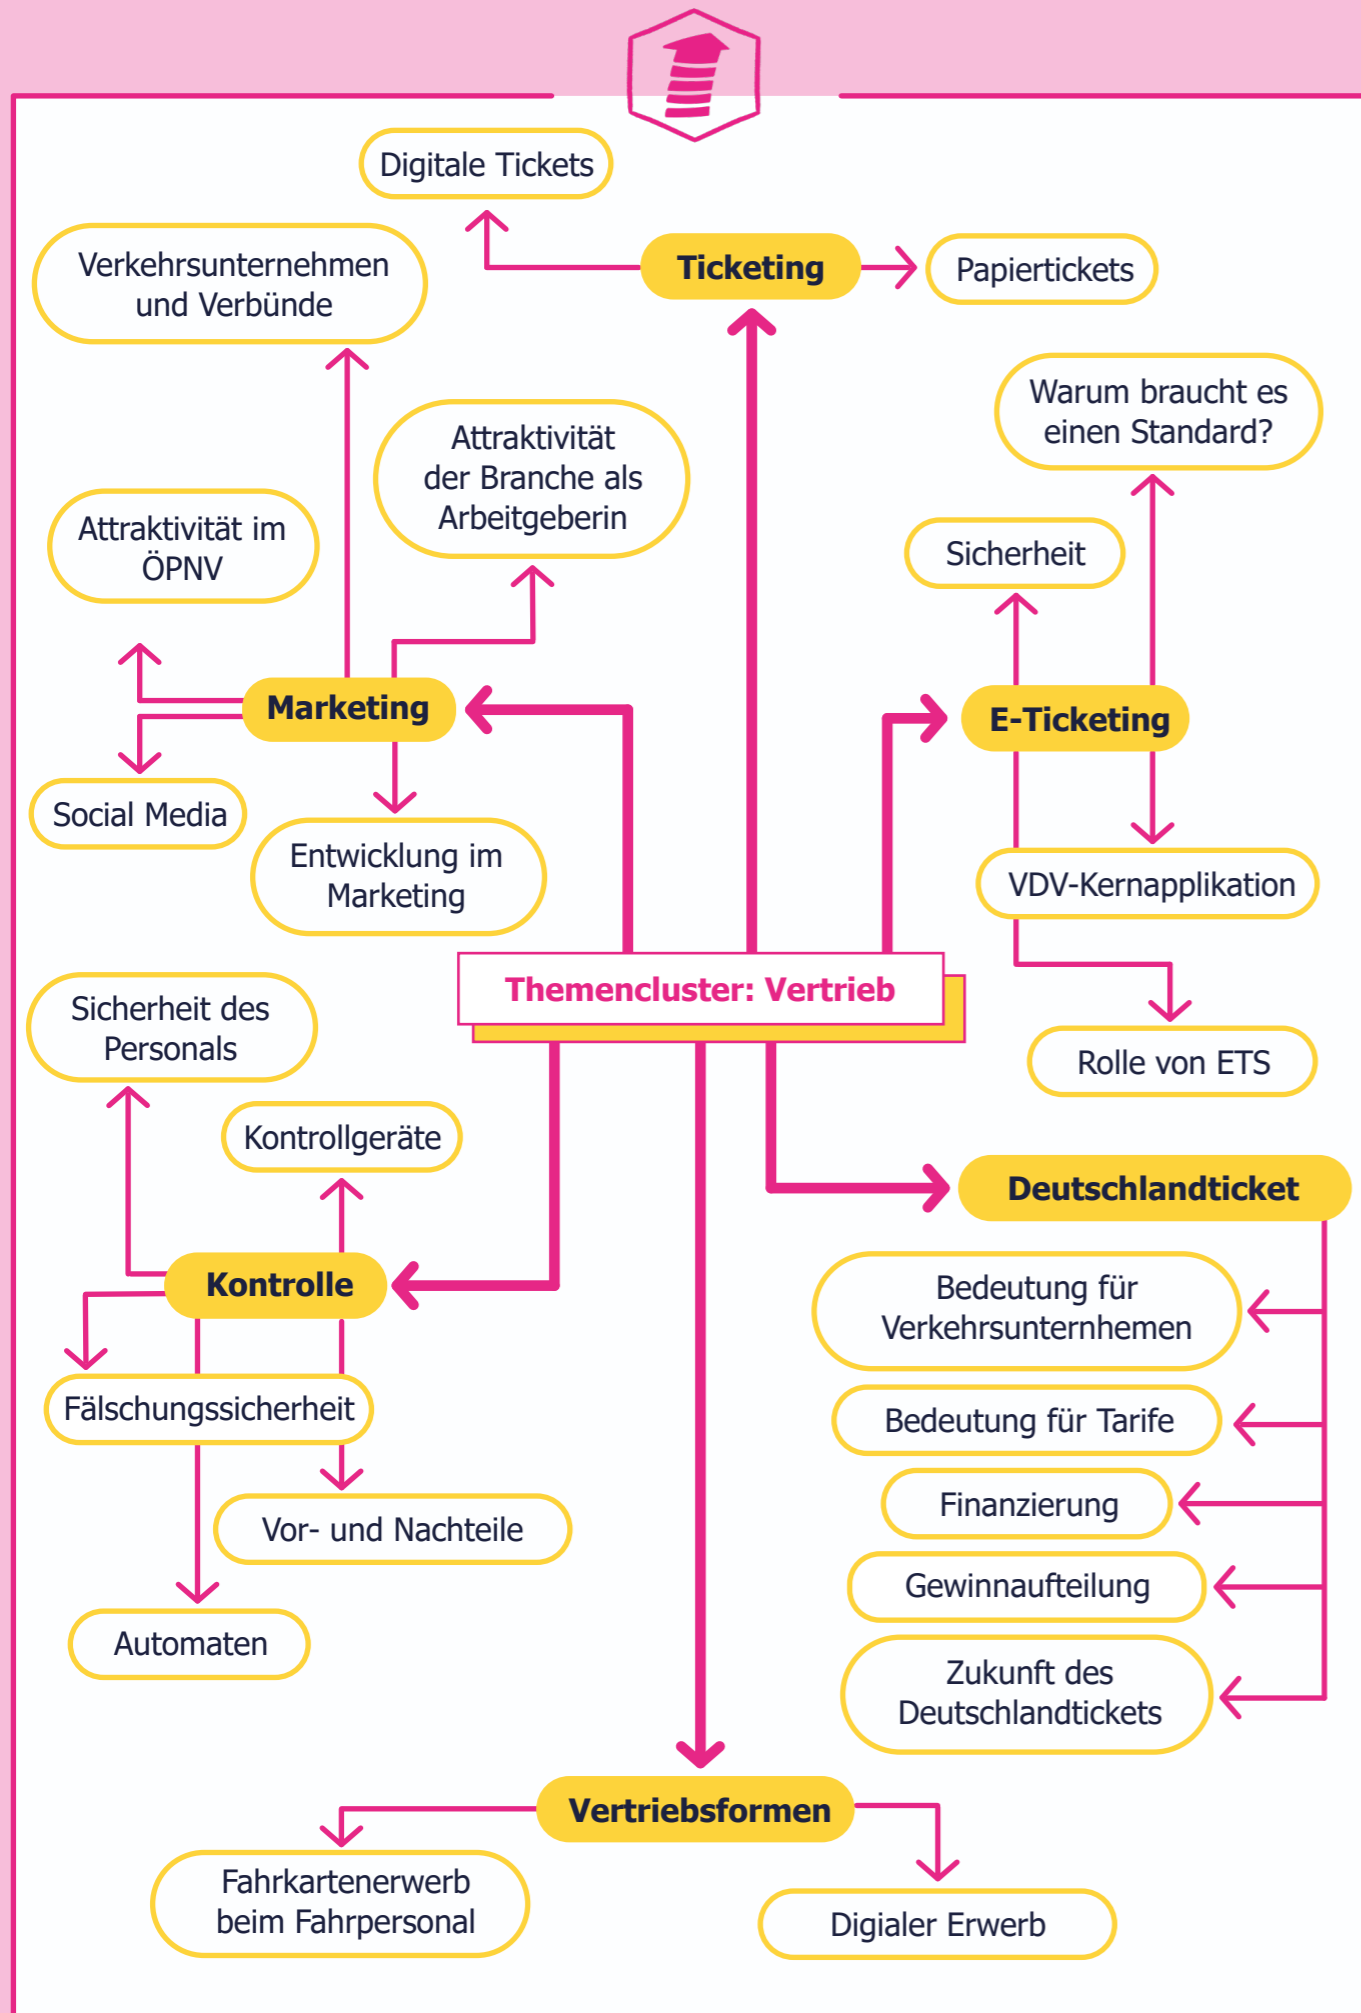 Digitale Tickets
Ticketing
Papiertickets
Verkehrsunternehmen
und Verbünde
Warum braucht es
einen Standard?
Attraktivität
der Branche als
Arbeitgeberin
Attraktivität im
ÖPNV
Sicherheit
Marketing
E-Ticketing
Social Media
Entwicklung im
Marketing
VDV-Kernapplikation
Themencluster: Vertrieb
Sicherheit des
Personals
Rolle von ETS
Kontrollgeräte
Deutschlandticket
Kontrolle
Bedeutung für
Verkehrsunternhemen
Fälschungssicherheit
Bedeutung für Tarife
Finanzierung
Vor- und Nachteile
Gewinnaufteilung
Automaten
Zukunft des
Deutschlandtickets
Vertriebsformen
Fahrkartenerwerb
beim Fahrpersonal
Digialer Erwerb